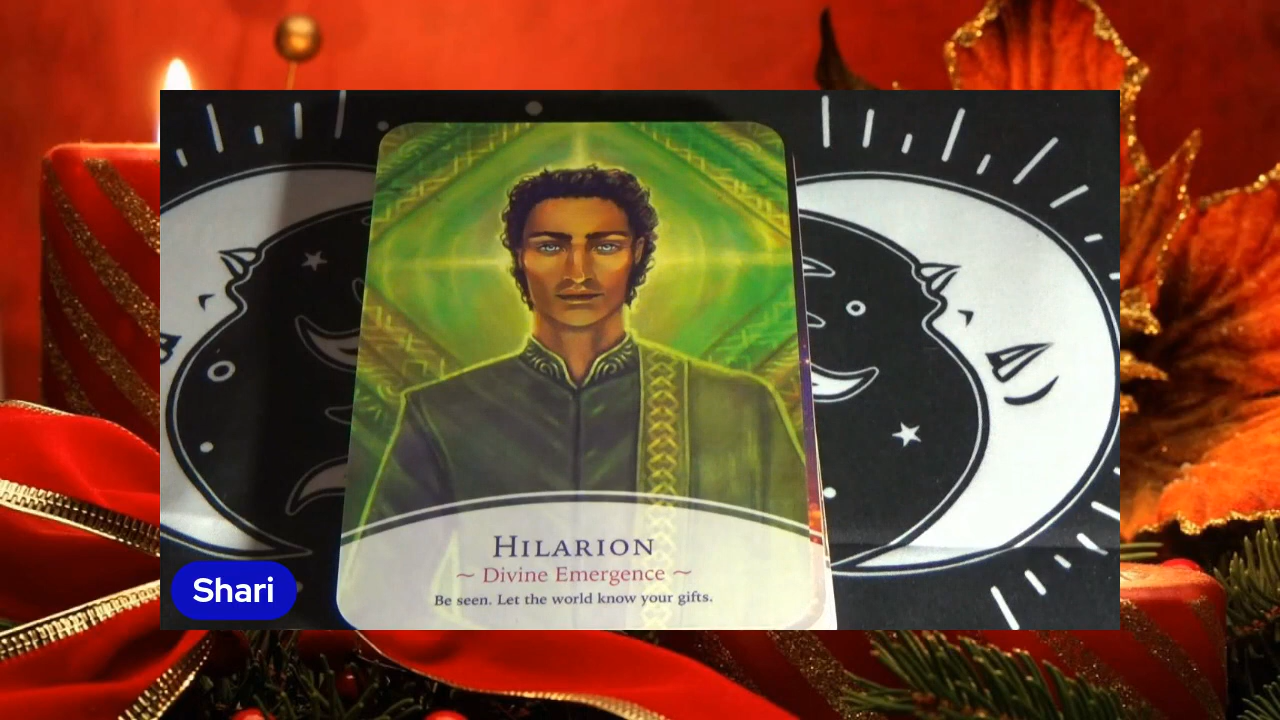 HILARION
~ Divine Emergence ~
Be seen. Let the world know your gifts.
Shari